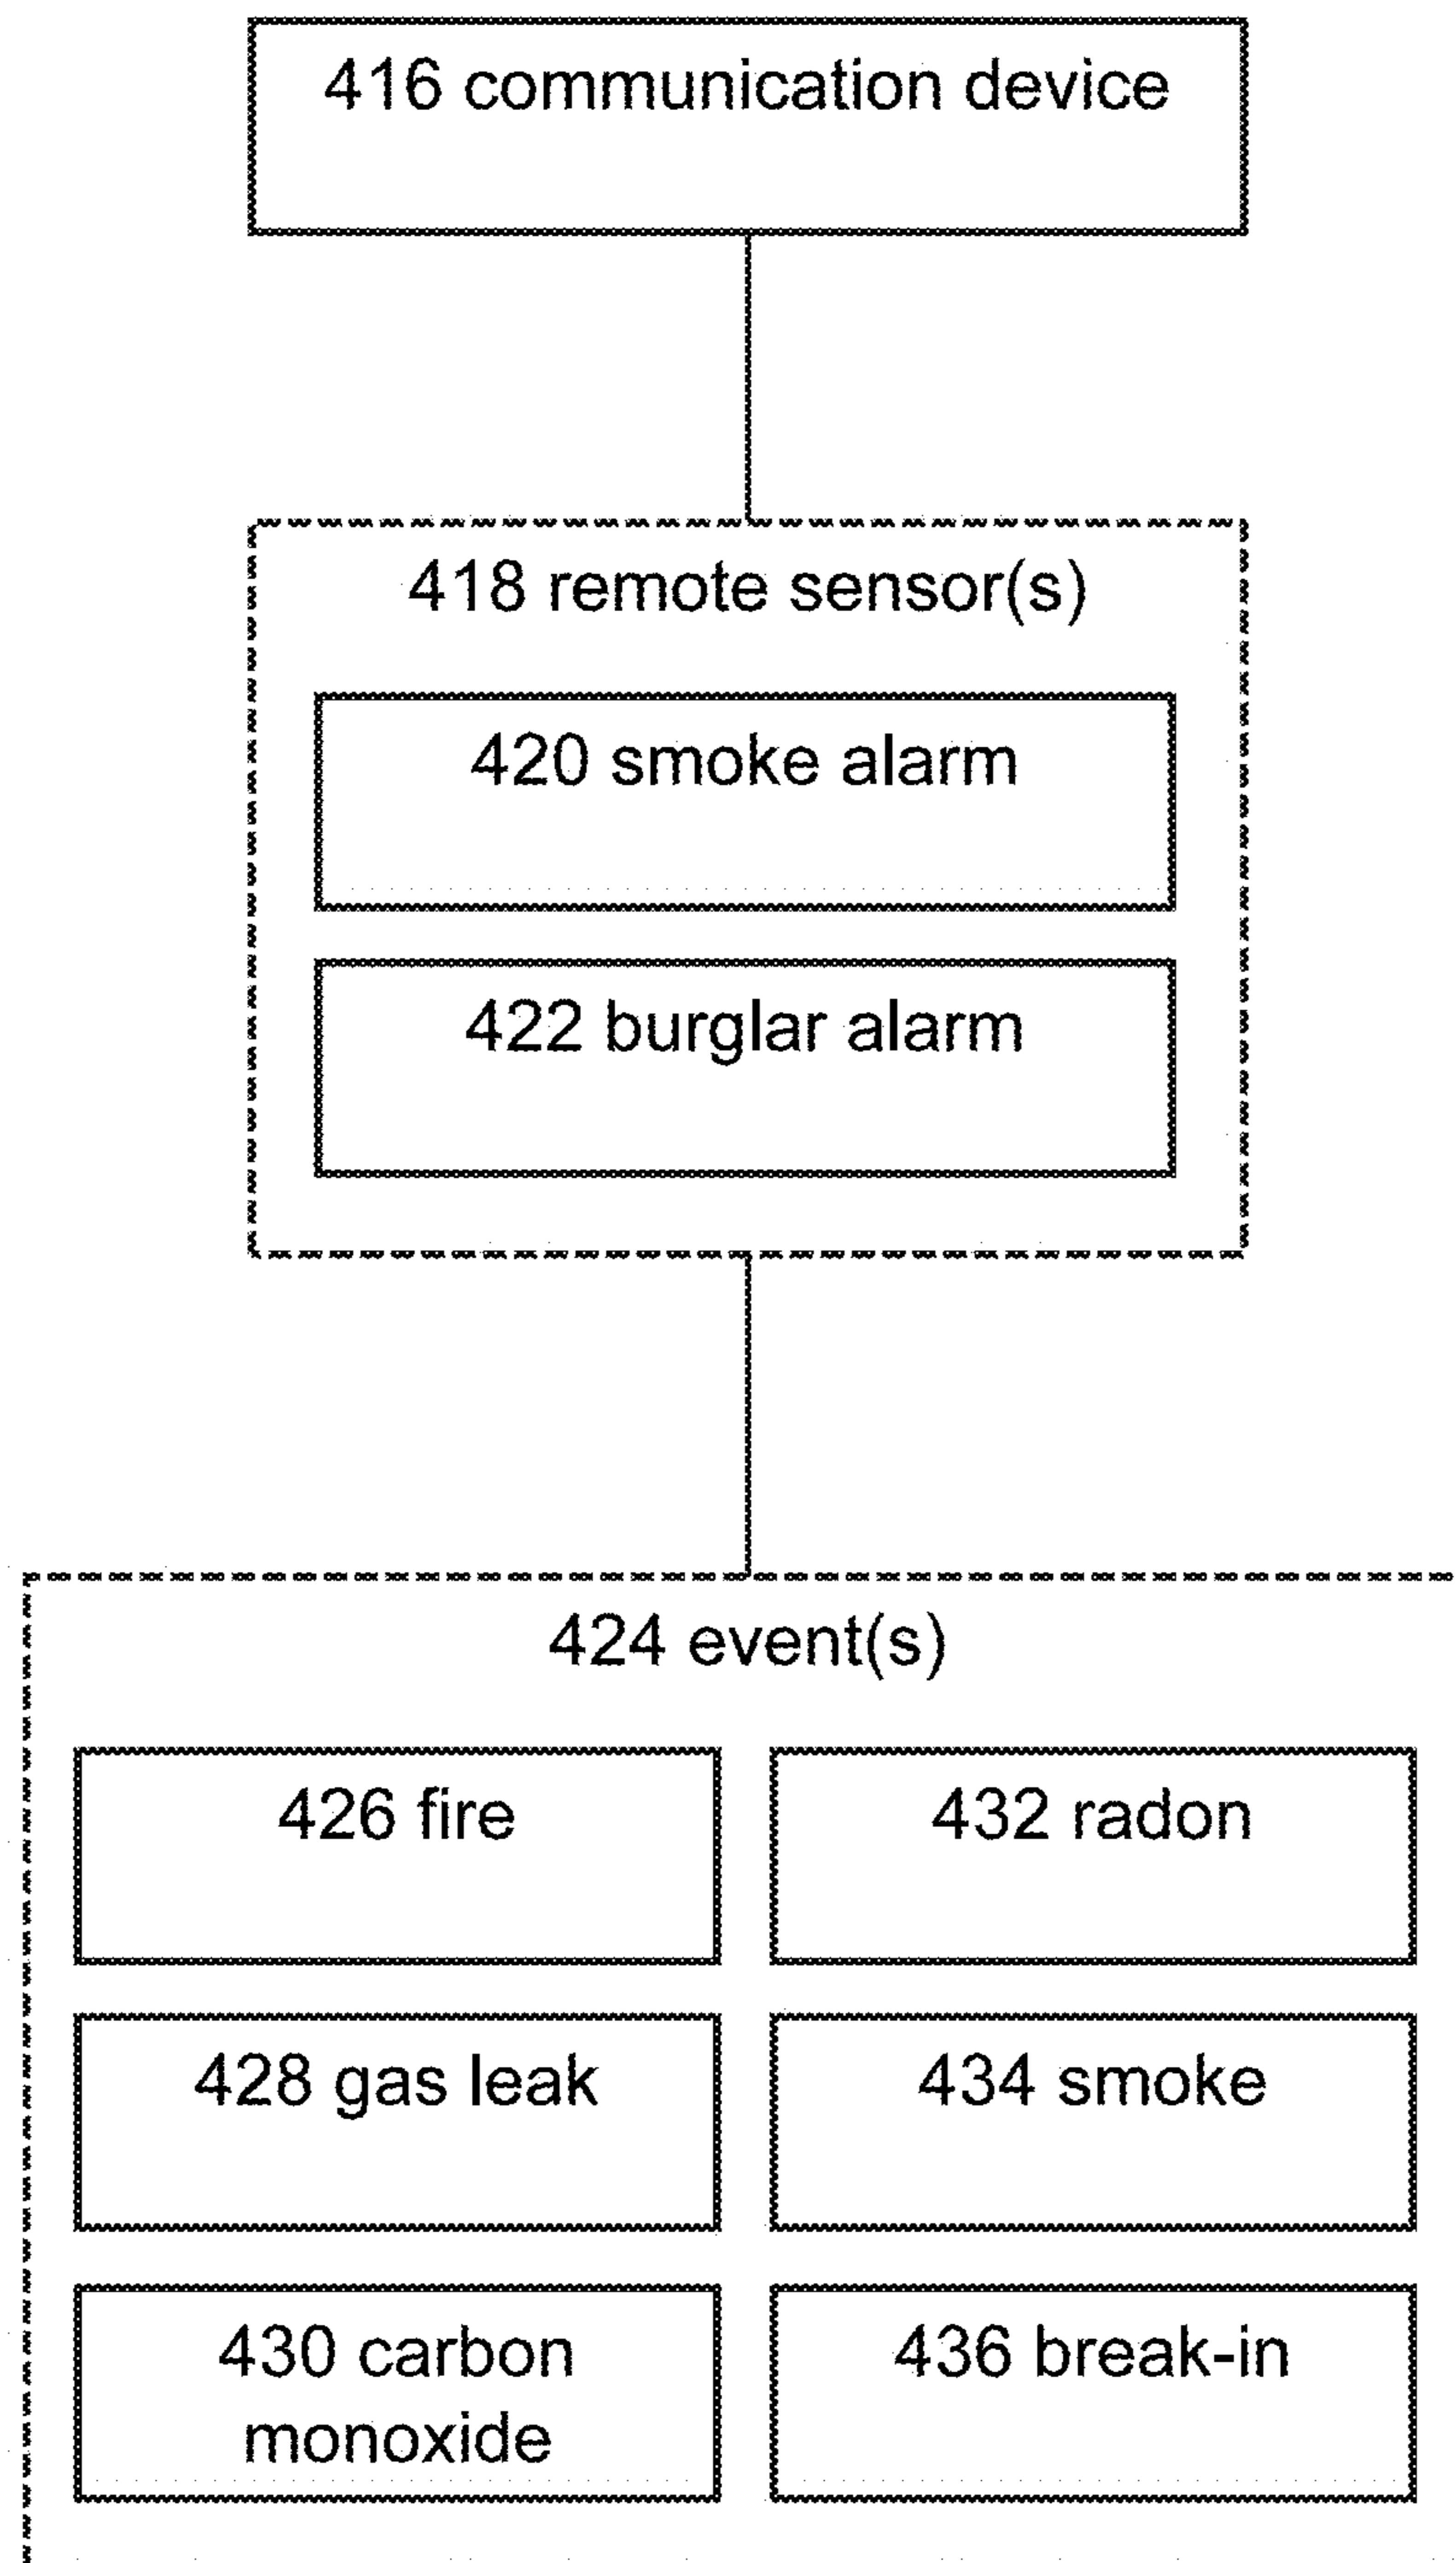 416 communication device
418 remote sensor(s)
420 smoke alarm
422 burglar alarm
424 event(s)
426 fire
432 radon
428 gas leak
434 smoke
430 carbon
monoxide
436 break-in